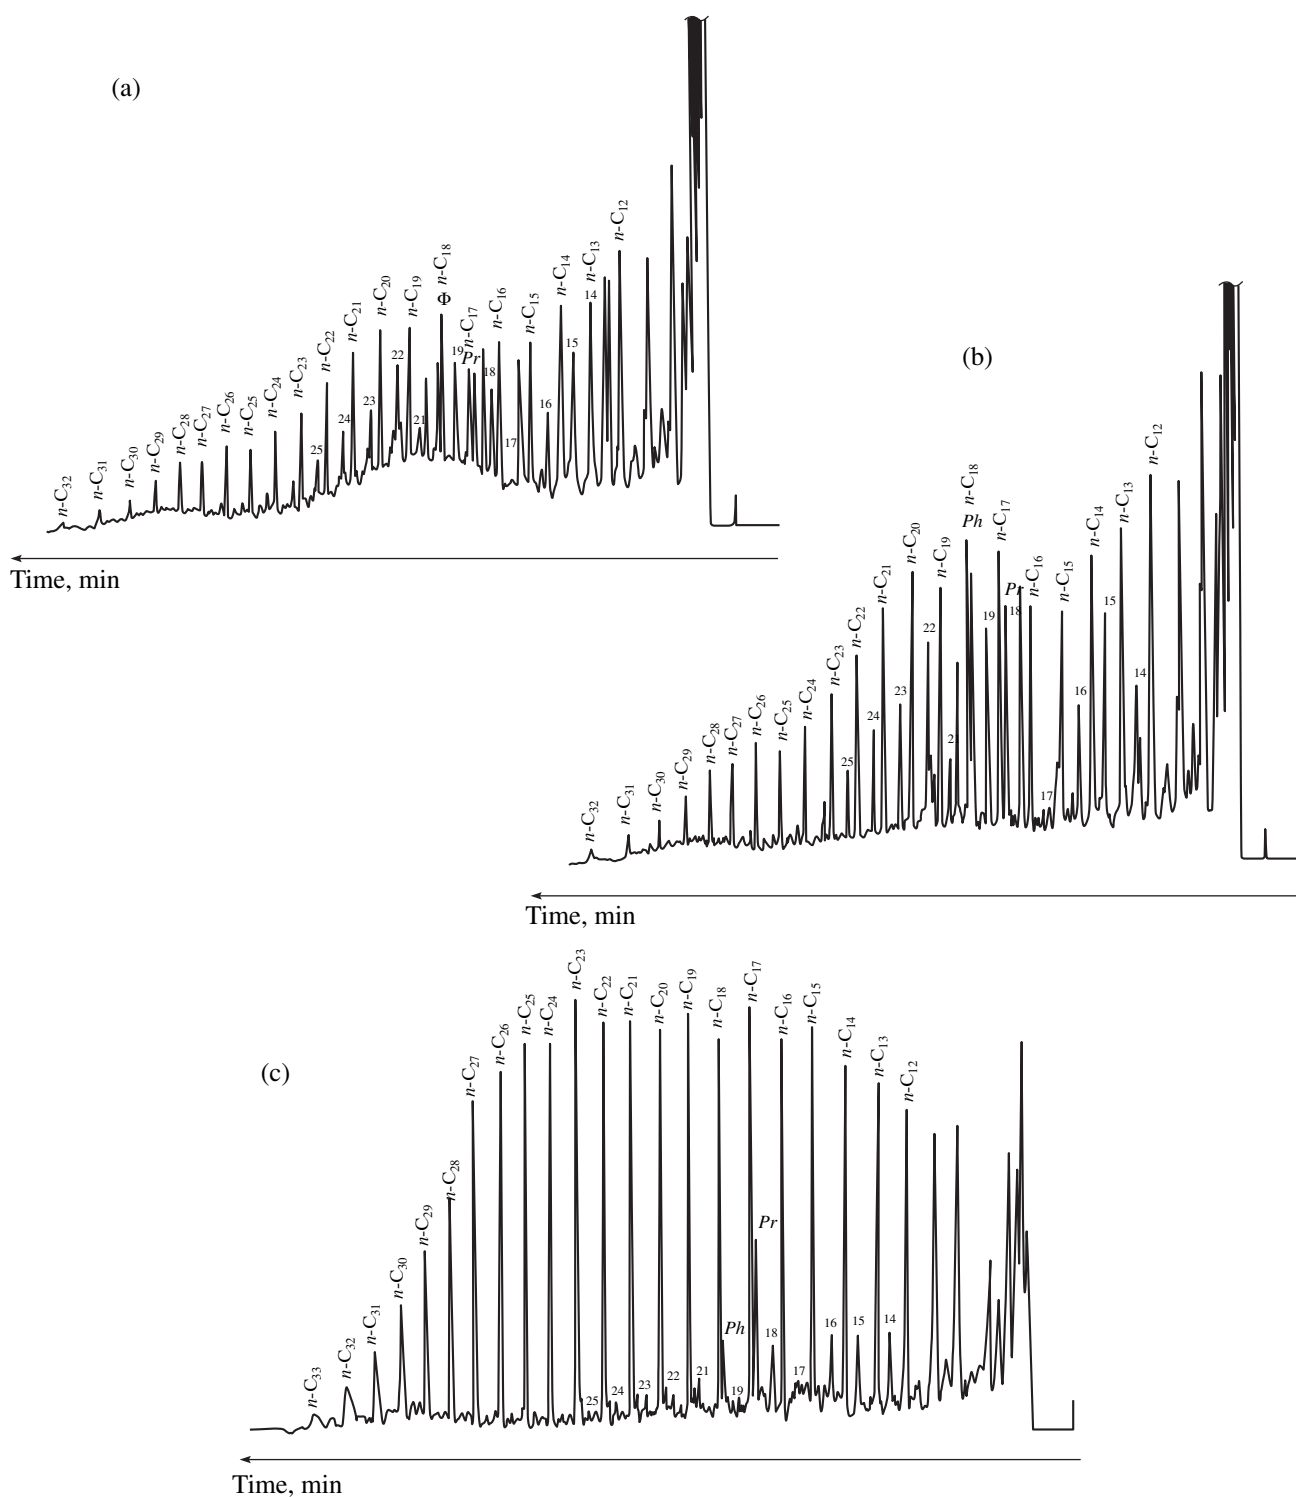 (a)
n-C32
n-C31
n-C30
n-C29
n-C28
n-C27
n-C26
n-C25
n-C24
n-C23
25
n-C22
24
n-C21
23
n-C20
22
n-C19
21
n-C18
Φ
19
n-C17
Pr
18
n-C16
17
n-C15
16
n-C14
15
n-C13
14
n-C12
Time, min
(b)
n-C32
n-C31
n-C30
n-C29
n-C28
n-C27
n-C26
n-C25
n-C24
n-C23
25
n-C22
24
n-C21
23
n-C20
22
n-C19
21
n-C18
Ph
19
n-C17
Pr
18
n-C16
17
n-C15
16
n-C14
15
n-C13
14
n-C12
Time, min
(c)
n-C33
n-C32
n-C31
n-C30
n-C29
n-C28
n-C27
n-C26
n-C25
n-C24
n-C23
25
n-C22
24
n-C21
23
n-C20
22
n-C19
21
n-C18
Ph
19
n-C17
Pr
18
n-C16
17
n-C15
16
n-C14
15
n-C13
14
n-C12
Time, min